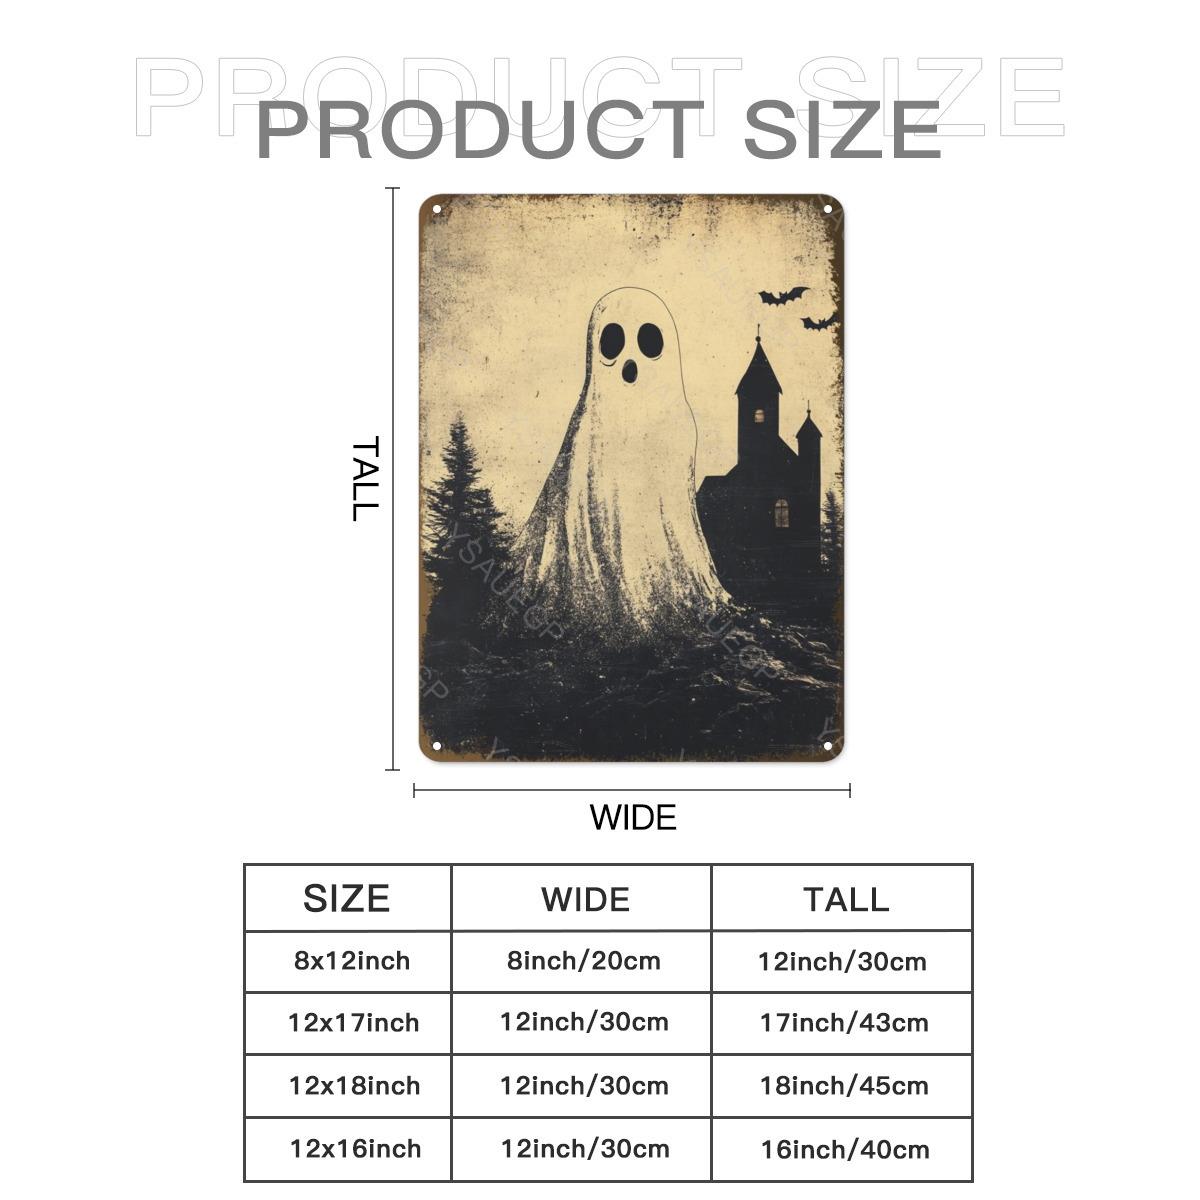 PRODUCT SIZE
PRODUCT SIZE
TALL
YSAUEGP
WIDE
SIZE WIDE TALL
8x12inch 8inch/20cm 12inch/30cm
12x17inch 12inch/30cm 17inch/43cm
12x18inch 12inch/30cm 18inch/45cm
12x16inch 12inch/30cm 16inch/40cm